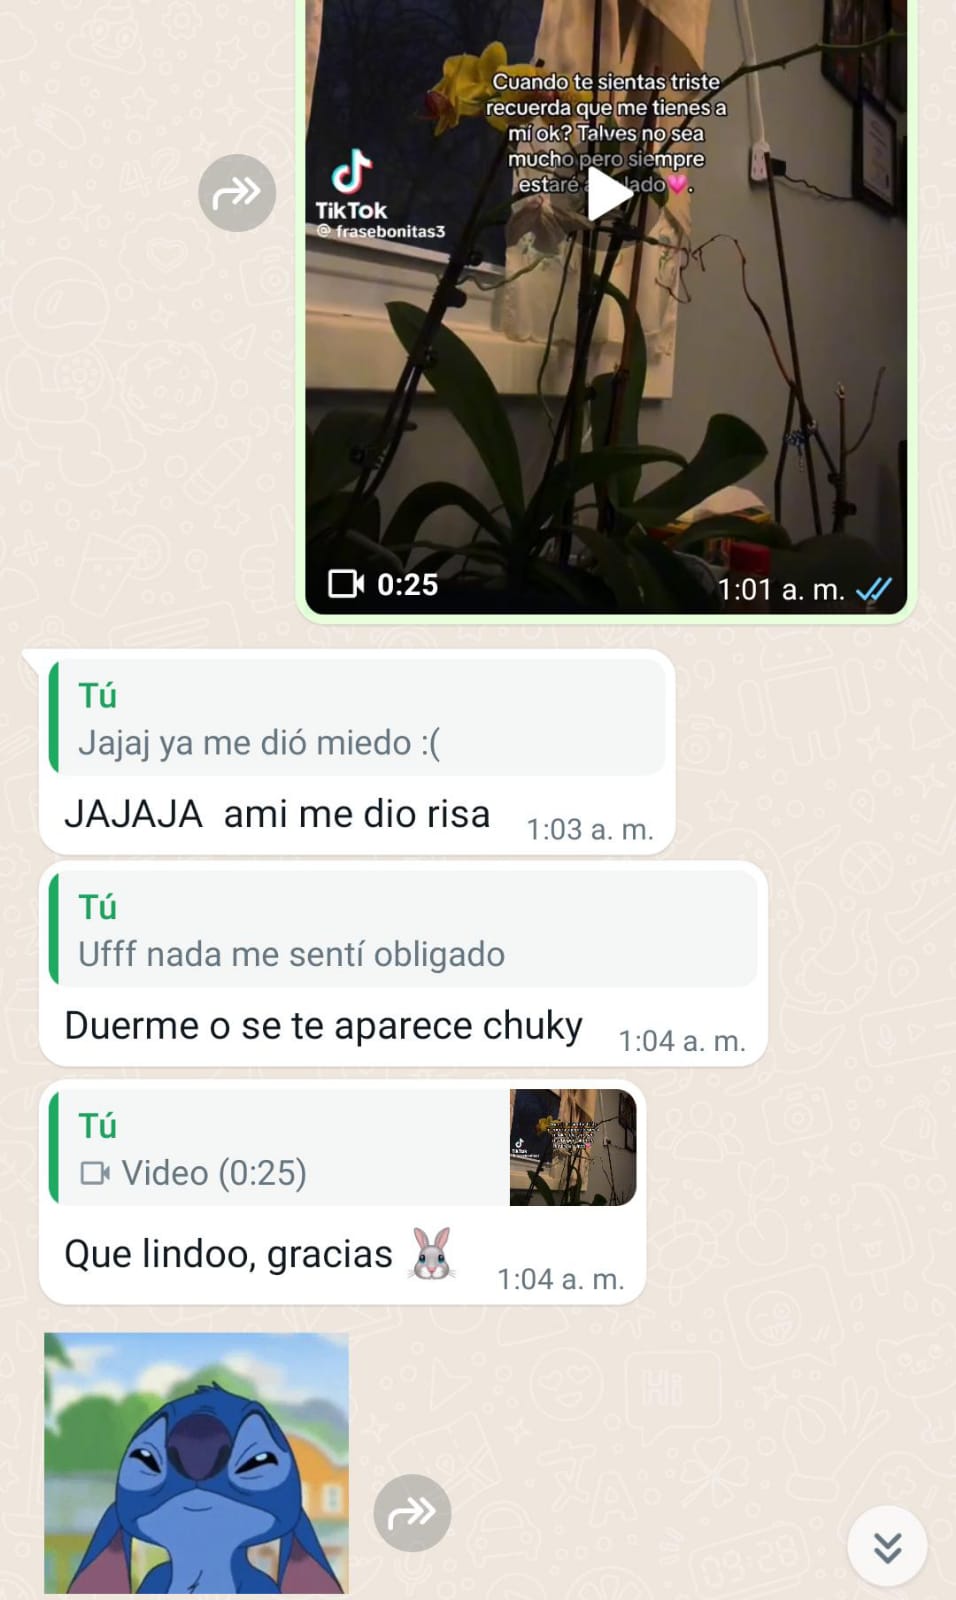 Cuando te sientas triste
recuerda que me tienes a
mí ok? Talves no sea
mucho pero siempre
estaré lado🩷.
TikTok
@ frasebonitas3
0:25
1:01 a. m.
Tú
Jajaj ya me dió miedo :(
JAJAJA ami me dio risa
1:03 a. m.
Tú
Ufff nada me sentí obligado
Duerme o se te aparece chuky
1:04 a. m.
Tú
Video (0:25)
Que lindoo, gracias 🐰
1:04 a. m.